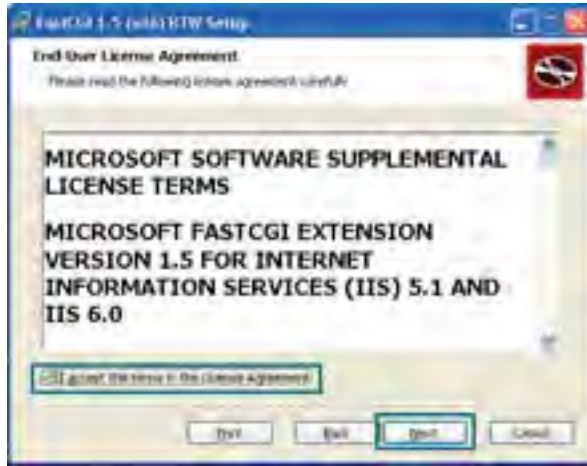 FastCGI 1.5 (x86) RTW Setup
End-User License Agreement
Please read the following license agreement carefully
MICROSOFT SOFTWARE SUPPLEMENTAL
LICENSE TERMS
MICROSOFT FASTCGI EXTENSION
VERSION 1.5 FOR INTERNET
INFORMATION SERVICES (IIS) 5.1 AND
IIS 6.0
I accept the terms in the License Agreement
Print Back Next Cancel